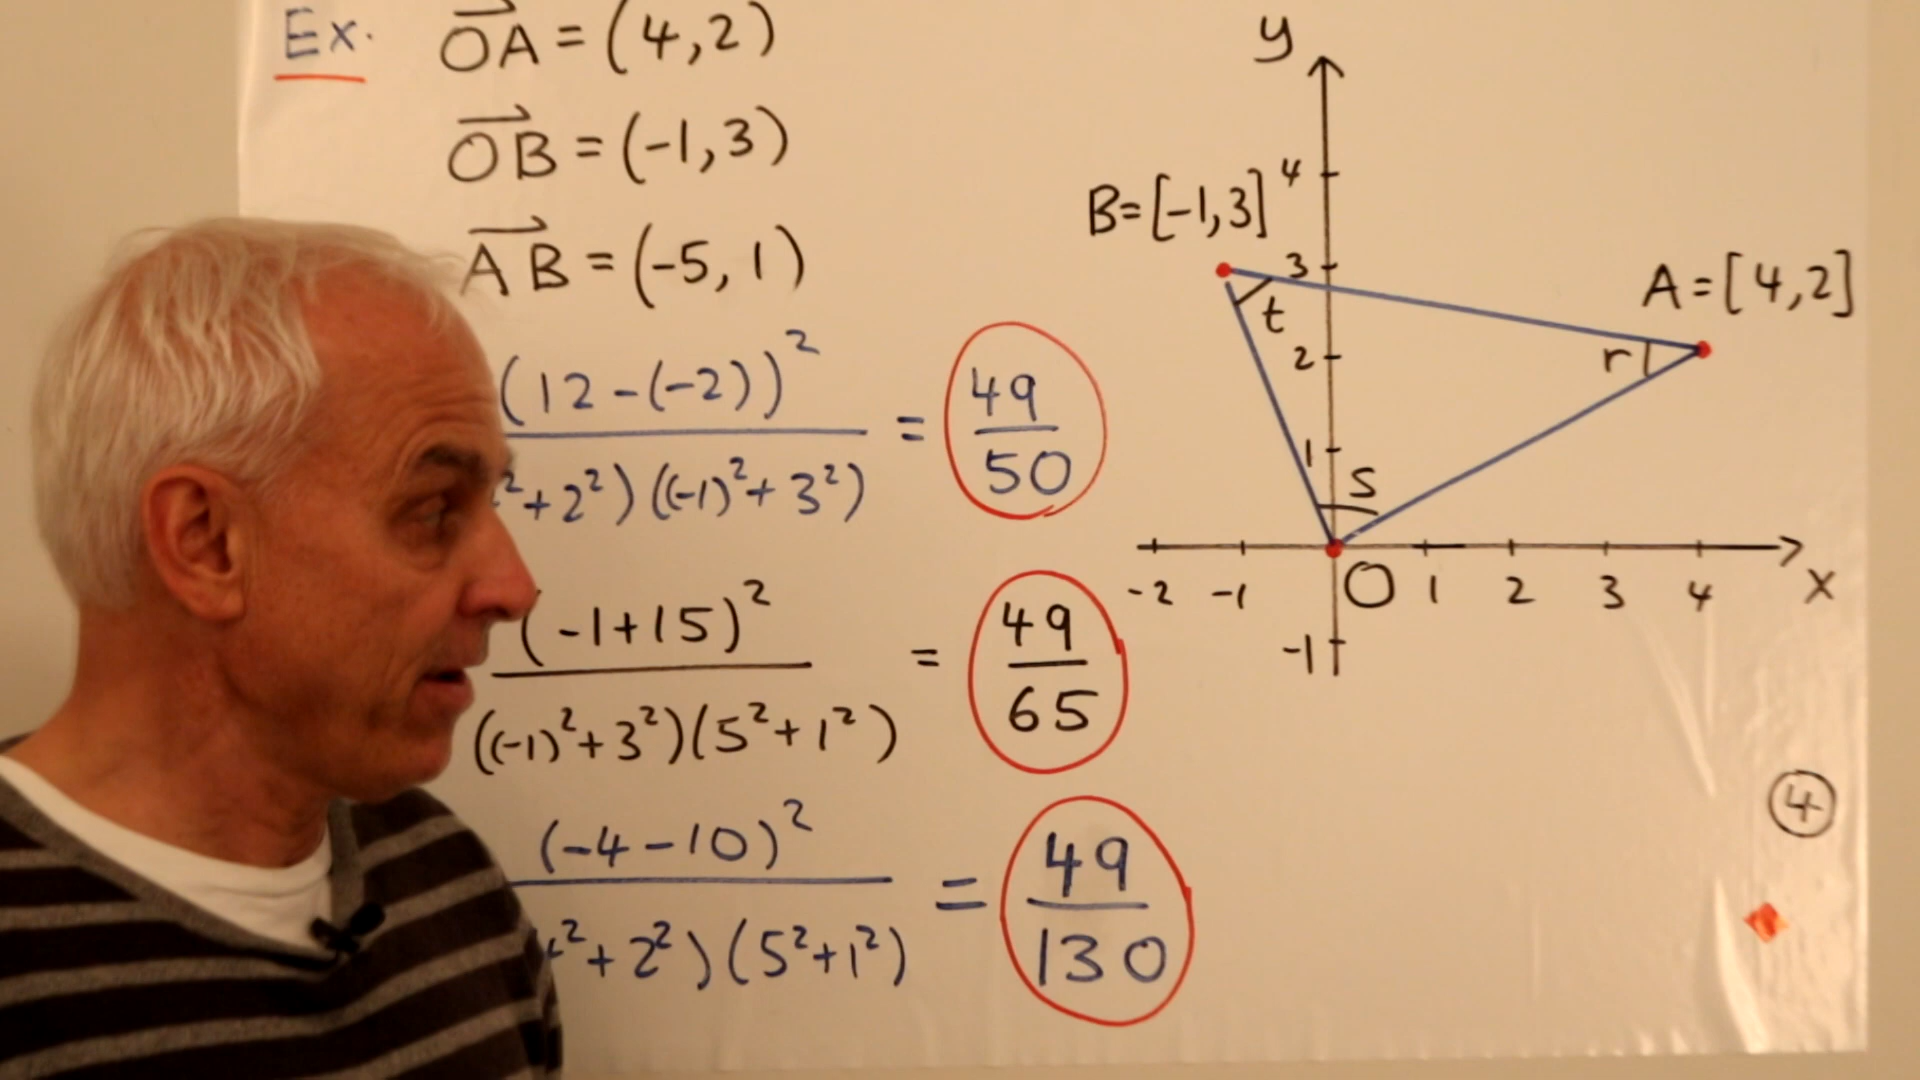 Ex. OA = (4,2)
OB = (-1,3)
AB = (-5,1)
(12-(-2))² = 49
²+2²)((-1)²+3²) 50
(-1+15)² = 49
((-1)²+3²)(5²+1²) 65
(-4-10)² = 49
²+2²)(5²+1²) 130
y
4
B=[-1,3]
3
A=[4,2]
t
2
r
1
s
-2 -1 O 1 2 3 4 x
-1
4